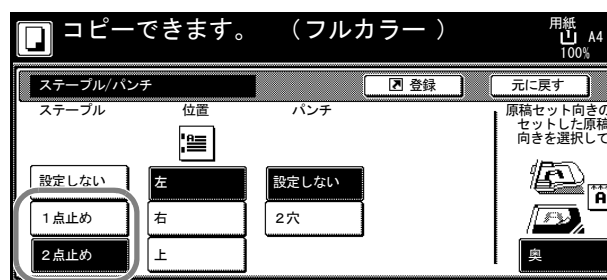 コピーできます。 （フルカラー ） 用紙
A4
100%
ステープル/パンチ 登録 元に戻す
ステープル 位置 パンチ 原稿セット向きの
セットした原稿
向きを選択して
設定しない 左 設定しない
1点止め 右 2穴
2点止め 上 奥